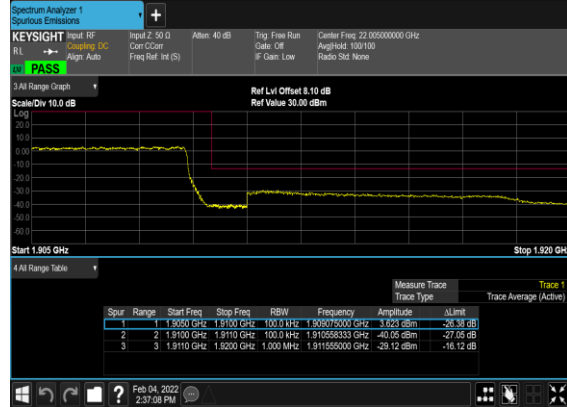 Spectrum Analyzer 1
Spurious Emissions
+
KEYSIGHT Input: RF Input Z: 50 Ω Atten: 40 dB Trig: Free Run Center Freq: 22.005000000 GHz
RL Coupling: DC Corr CCorr Gate: Off Avg|Hold: 100/100
Align: Auto Freq Ref: Int (S) IF Gain: Low Radio Std: None
PASS
3 All Range Graph
Ref Lvl Offset 8.10 dB
Scale/Div 10.0 dB Ref Value 30.00 dBm
Log
20.0
10.0
0.00
-10.0
-20.0
-30.0
-40.0
-50.0
-60.0
Start 1.905 GHz Stop 1.920 GH
4 All Range Table
Measure Trace Trace 1
Trace Type Trace Average (Active)
Spur Range Start Freq Stop Freq RBW Frequency Amplitude ΔLimit
1 1 1.9050 GHz 1.9100 GHz 100.0 kHz 1.909075000 GHz 3.623 dBm -26.38 dB
2 2 1.9100 GHz 1.9110 GHz 100.0 kHz 1.910558333 GHz -40.05 dBm -27.05 dB
3 3 1.9110 GHz 1.9200 GHz 1.000 MHz 1.911555000 GHz -29.12 dBm -16.12 dB
? Feb 04, 2022
2:37:08 PM